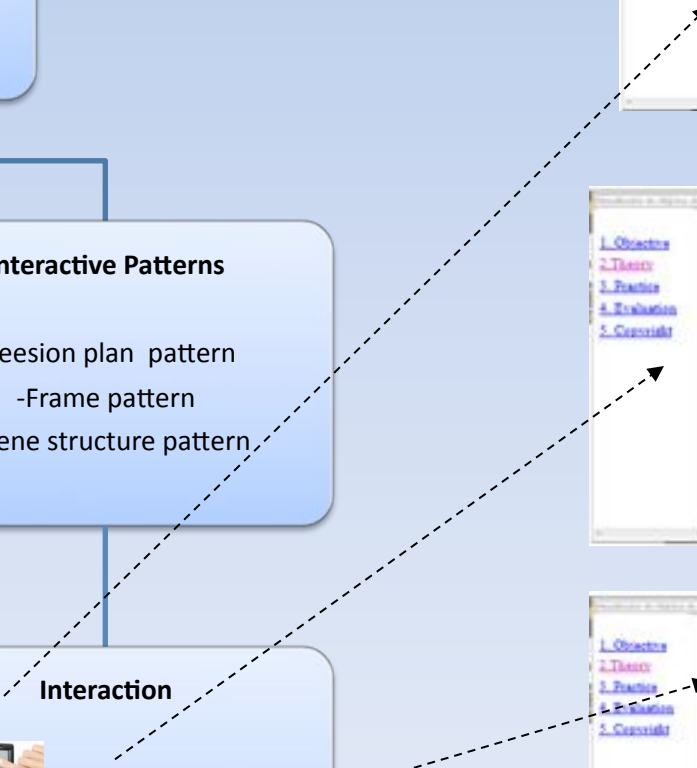 nteractive Patterns
eesion plan pattern
-Frame pattern
ene structure pattern
Interaction
1. Objective
2.Theory
3. Practice
4. Evaluation
5. Copyright
1. Objective
2.Theory
3. Practice
4. Evaluation
5. Copyright